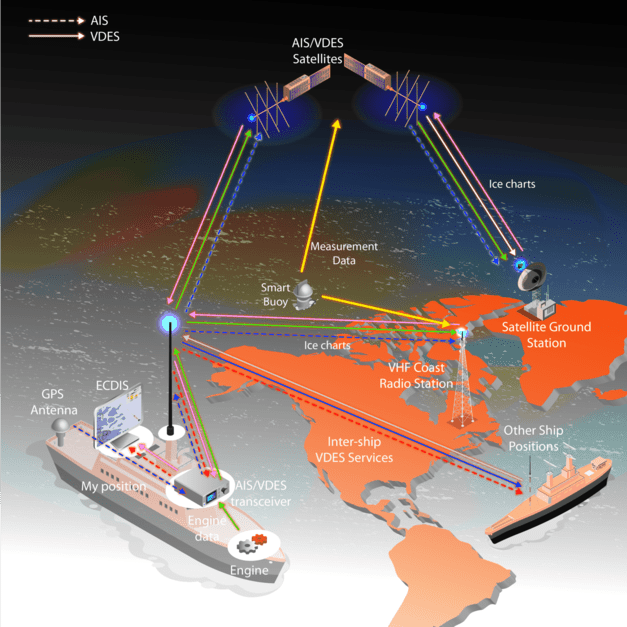 AIS
VDES
AIS/VDES
Satellites
Ice charts
Measurement
Data
Smart
Buoy
Satellite Ground
Station
Ice charts
VHF Coast
Radio Station
GPS
Antenna
ECDIS
Inter-ship
VDES Services
Other Ship
Positions
My position
AIS/VDES
transceiver
Engine
data
Engine